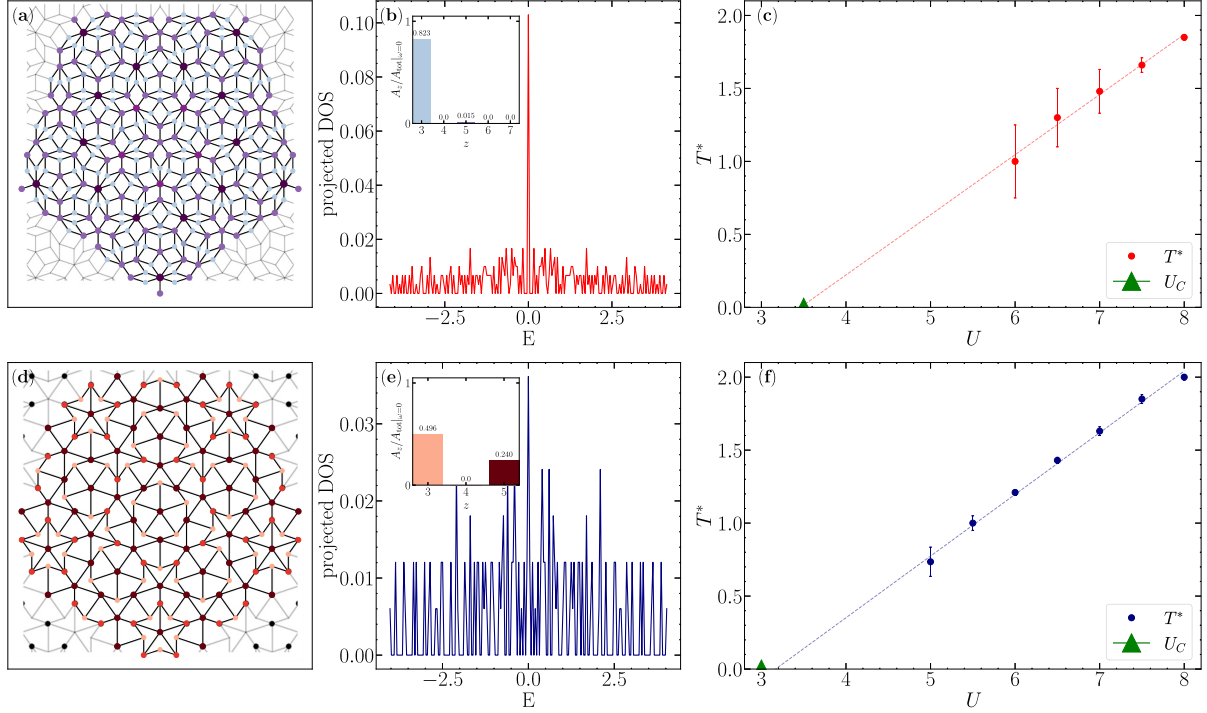 (a)
(b)
projected DOS
0.10
0.08
0.06
0.04
0.02
0.00
−2.5
0.0
2.5
E
A_z/A_tot|_ω=0
1
0
0.823
0.0
0.015
0.0
0.0
3
4
5
6
7
z
(c)
T*
2.0
1.5
1.0
0.5
0.0
3
4
5
6
7
8
U
T*
U_C
(d)
(e)
projected DOS
0.03
0.02
0.01
0.00
−2.5
0.0
2.5
E
A_z/A_tot|_ω=0
1
0
0.496
0.0
0.240
3
4
5
z
(f)
T*
2.0
1.5
1.0
0.5
0.0
3
4
5
6
7
8
U
T*
U_C